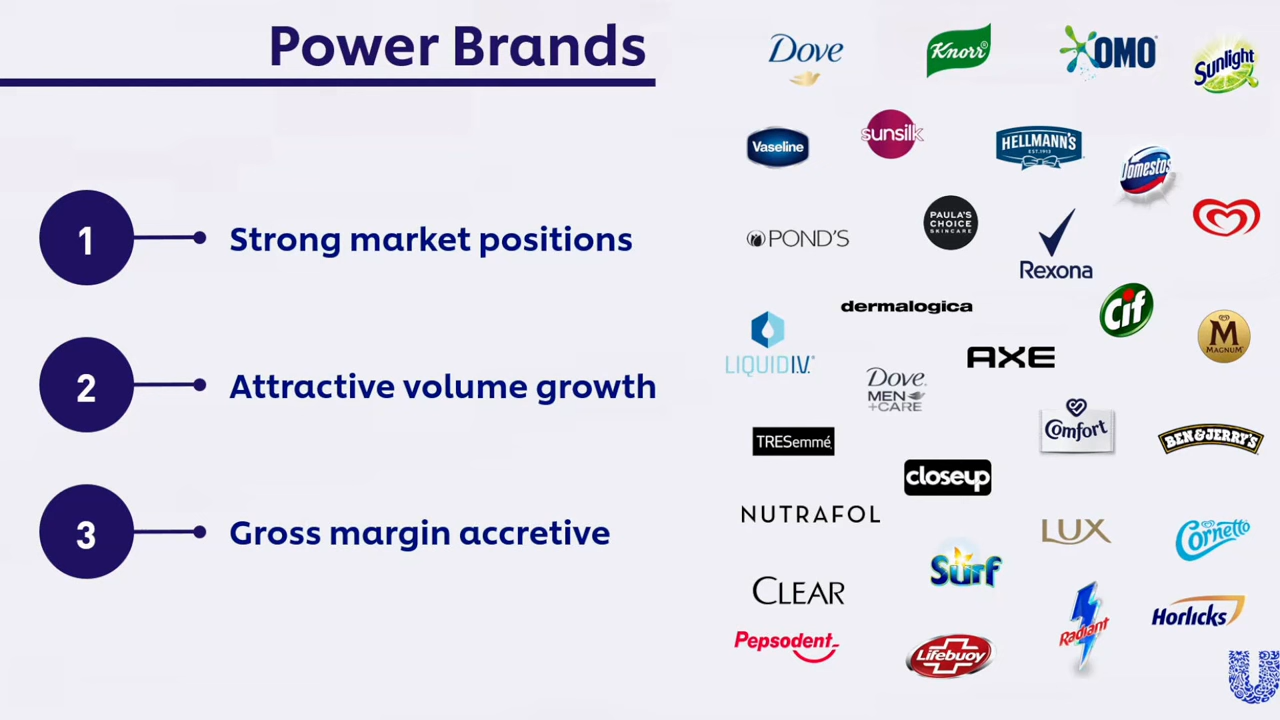 Power Brands
1
Strong market positions
2
Attractive volume growth
3
Gross margin accretive
Dove
Knorr®
OMO
Sunlight
Vaseline
sunsilk
HELLMANN'S
EST.1913
Domestos
POND'S
PAULA'S
CHOICE
SKINCARE
Rexona
dermalogica
Cif
LIQUID I.V.®
M
MAGNUM
AXE
Dove
MEN
+CARE
Comfort
TRESemmé
BEN & JERRY'S
closeup
NUTRAFOL
LUX
Cornetto
Surf
CLEAR
Radiant
Horlicks
Pepsodent
Lifebuoy
U